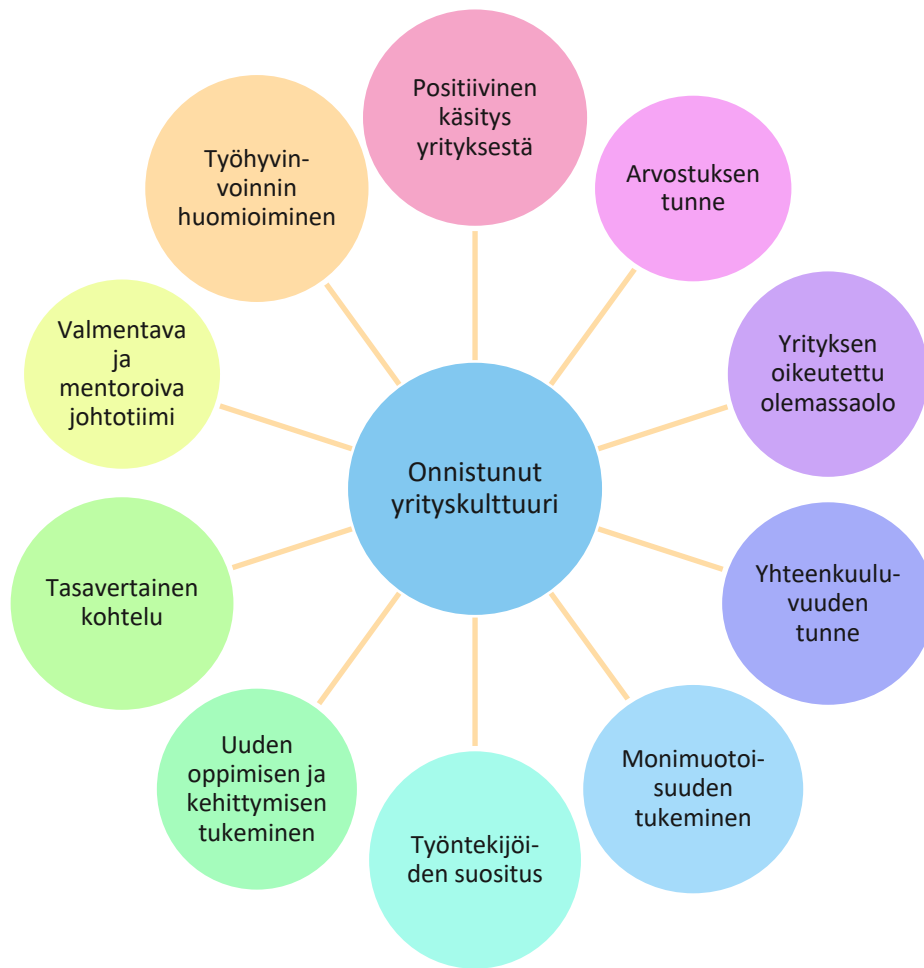 Positiivinen
käsitys
yrityksestä
Arvostuksen
tunne
Yrityksen
oikeutettu
olemassaolo
Yhteenkuulu-
vuuden
tunne
Monimuotoi-
suuden
tukeminen
Työntekijöi-
den suositus
Uuden
oppimisen ja
kehittymisen
tukeminen
Tasavertainen
kohtelu
Valmentava
ja
mentoroiva
johtotiimi
Työhyvin-
voinnin
huomioiminen
Onnistunut
yrityskulttuuri